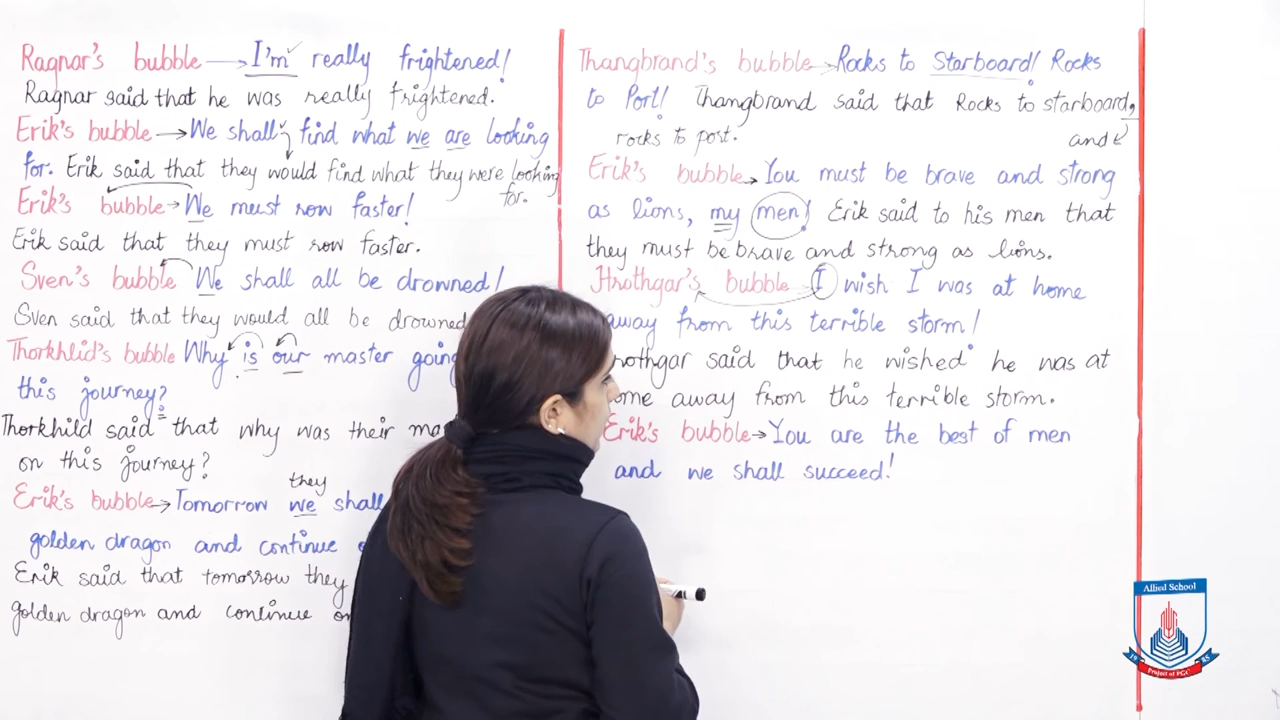 Ragnar's bubble → I'm really frightened!
Ragnar said that he was really frightened.
Erik's bubble → We shall find what we are looking
for. Erik said that they would find what they were looking
for.
Erik's bubble → We must row faster!
Erik said that they must row faster.
Sven's bubble We shall all be drowned!
Sven said that they would all be drowned
Thorkhlid's bubble Why is our master going
this journey?
Thorkhild said that why was their
on this journey?
they
Erik's bubble → Tomorrow we shall
golden dragon and continue
Erik said that tomorrow they
golden dragon and continue
Thangbrand's bubble → Rocks to Starboard! Rocks
to Port! Thangbrand said that Rocks to starboard,
rocks to port. and
Erik's bubble → You must be brave and strong
as lions, my men! Erik said to his men that
they must be brave and strong as lions.
Hrothgar's bubble I wish I was at home
away from this terrible storm!
said that he wished he was at
away from this terrible storm.
Erik's bubble → You are the best of men
and we shall succeed!
Allied School
19 85
Project of PGC